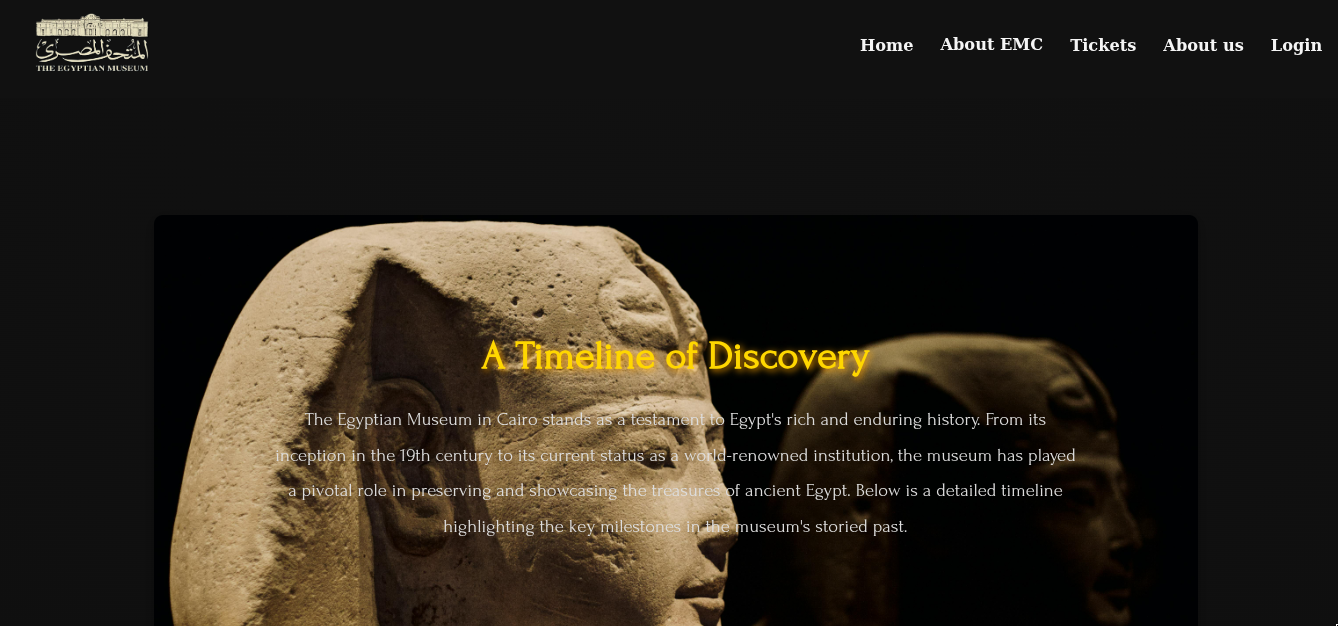 المتحف المصري
THE EGYPTIAN MUSEUM
Home About EMC Tickets About us Login
A Timeline of Discovery
The Egyptian Museum in Cairo stands as a testament to Egypt's rich and enduring history. From its
inception in the 19th century to its current status as a world-renowned institution, the museum has played
a pivotal role in preserving and showcasing the treasures of ancient Egypt. Below is a detailed timeline
highlighting the key milestones in the museum's storied past.